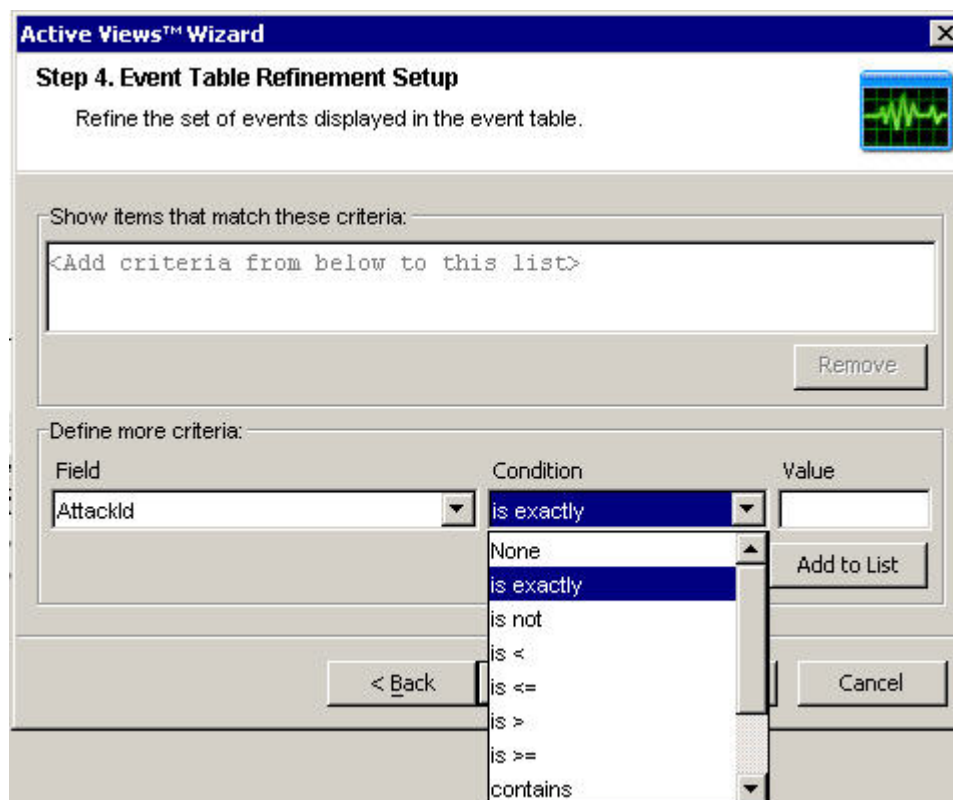 Active Views™ Wizard
Step 4. Event Table Refinement Setup
Refine the set of events displayed in the event table.
Show items that match these criteria:
<Add criteria from below to this list>
Remove
Define more criteria:
Field Condition Value
AttackId is exactly
None
Add to List
is exactly
is not
is <
< Back Cancel
is <=
is >
is >=
contains